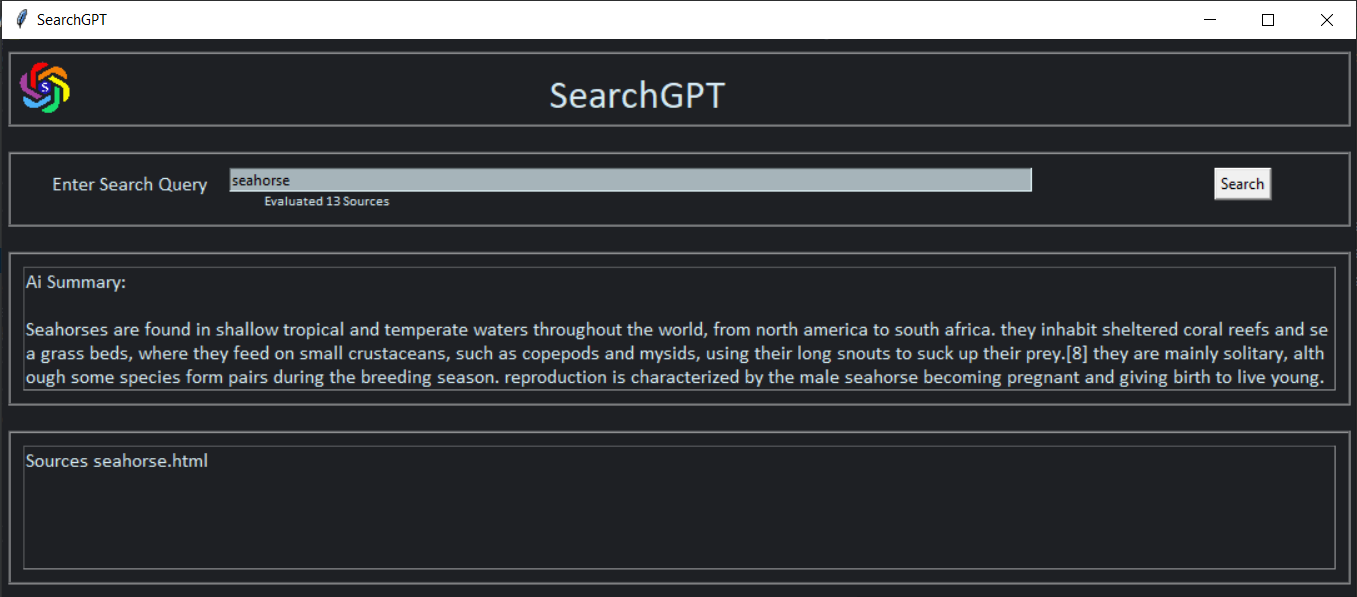 SearchGPT
S
SearchGPT
Enter Search Query
seahorse
Search
Evaluated 13 Sources
Ai Summary:
Seahorses are found in shallow tropical and temperate waters throughout the world, from north america to south africa. they inhabit sheltered coral reefs and se
a grass beds, where they feed on small crustaceans, such as copepods and mysids, using their long snouts to suck up their prey.[8] they are mainly solitary, alth
ough some species form pairs during the breeding season. reproduction is characterized by the male seahorse becoming pregnant and giving birth to live young.
Sources seahorse.html